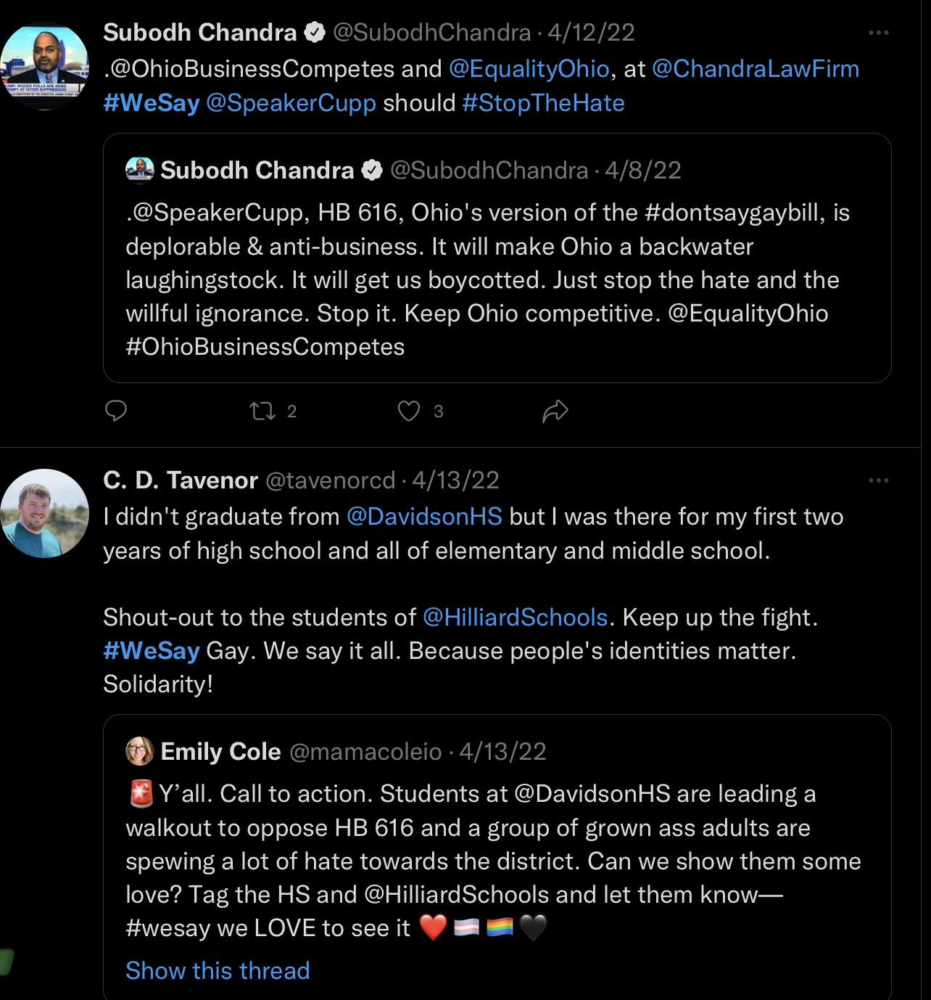 Subodh Chandra @SubodhChandra · 4/12/22
.@OhioBusinessCompetes and @EqualityOhio, at @ChandraLawFirm
#WeSay @SpeakerCupp should #StopTheHate
Subodh Chandra @SubodhChandra · 4/8/22
.@SpeakerCupp, HB 616, Ohio's version of the #dontsaygaybill, is
deplorable & anti-business. It will make Ohio a backwater
laughingstock. It will get us boycotted. Just stop the hate and the
willful ignorance. Stop it. Keep Ohio competitive. @EqualityOhio
#OhioBusinessCompetes
2 3
C. D. Tavenor @tavenorcd · 4/13/22
I didn't graduate from @DavidsonHS but I was there for my first two
years of high school and all of elementary and middle school.
Shout-out to the students of @HilliardSchools. Keep up the fight.
#WeSay Gay. We say it all. Because people's identities matter.
Solidarity!
Emily Cole @mamacoleio · 4/13/22
🚨Y’all. Call to action. Students at @DavidsonHS are leading a
walkout to oppose HB 616 and a group of grown ass adults are
spewing a lot of hate towards the district. Can we show them some
love? Tag the HS and @HilliardSchools and let them know—
#wesay we LOVE to see it ❤️🏳️‍⚧️🏳️‍🌈🖤
Show this thread